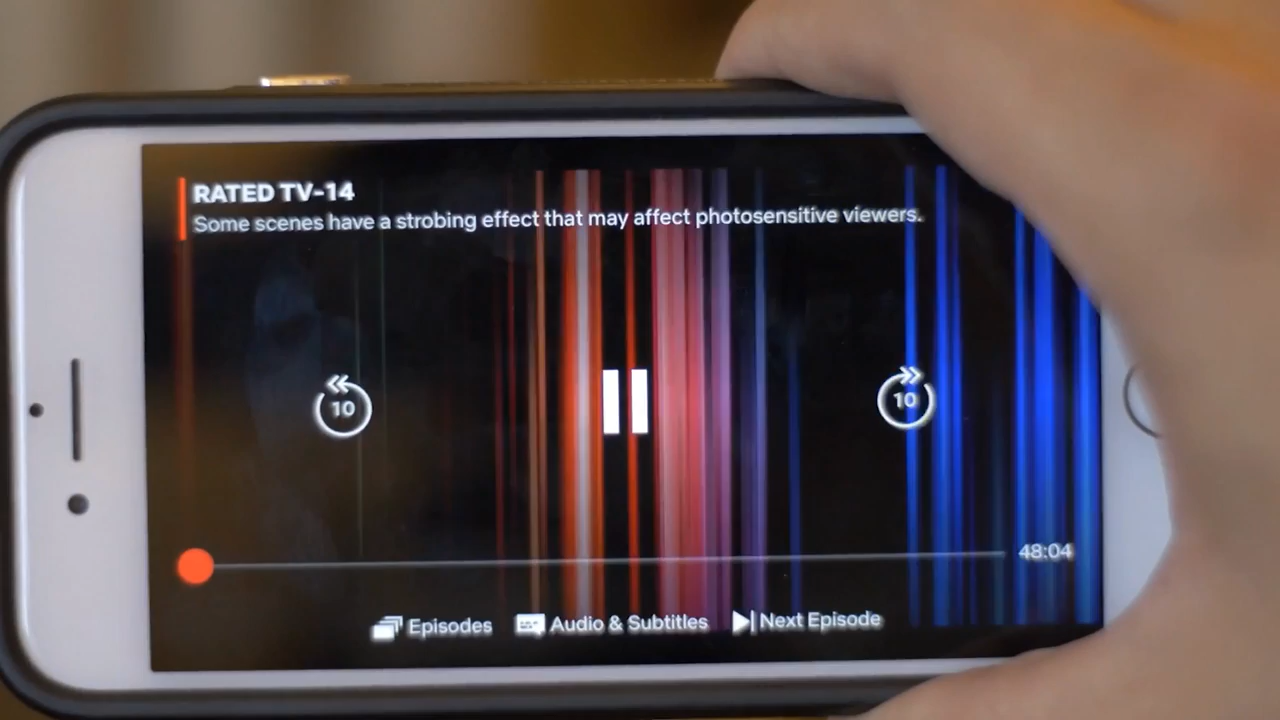 RATED TV-14
Some scenes have a strobing effect that may affect photosensitive viewers.
10
10
48:04
Episodes
Audio & Subtitles
Next Episode